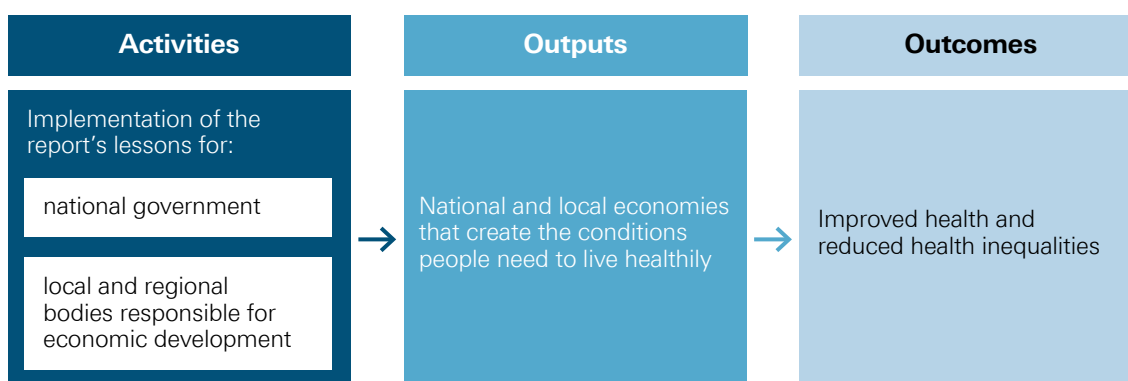 Activities
Implementation of the
report's lessons for:
national government
local and regional
bodies responsible for
economic development
Outputs
National and local economies
that create the conditions
people need to live healthily
Outcomes
Improved health and
reduced health inequalities